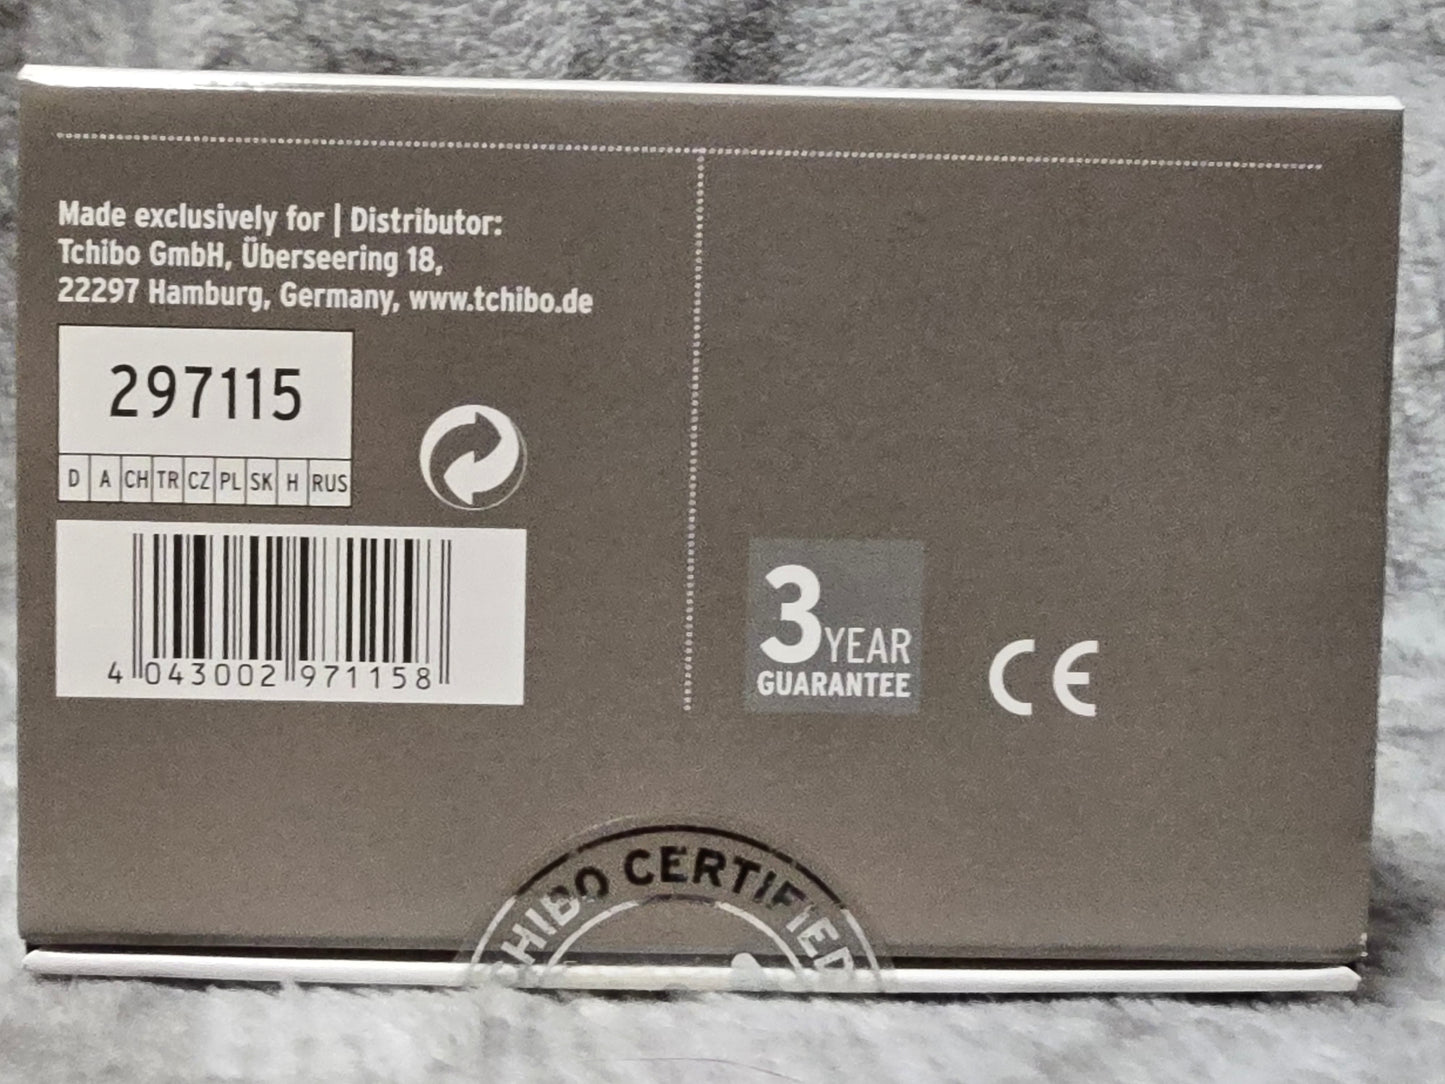 Made exclusively for | Distributor:
Tchibo GmbH, Überseering 18,
22297 Hamburg, Germany, www.tchibo.de
297115
D A CH TR CZ PL SK H RUS
4 043002 971158
3 YEAR
GUARANTEE
CE
TCHIBO CERTIFIED